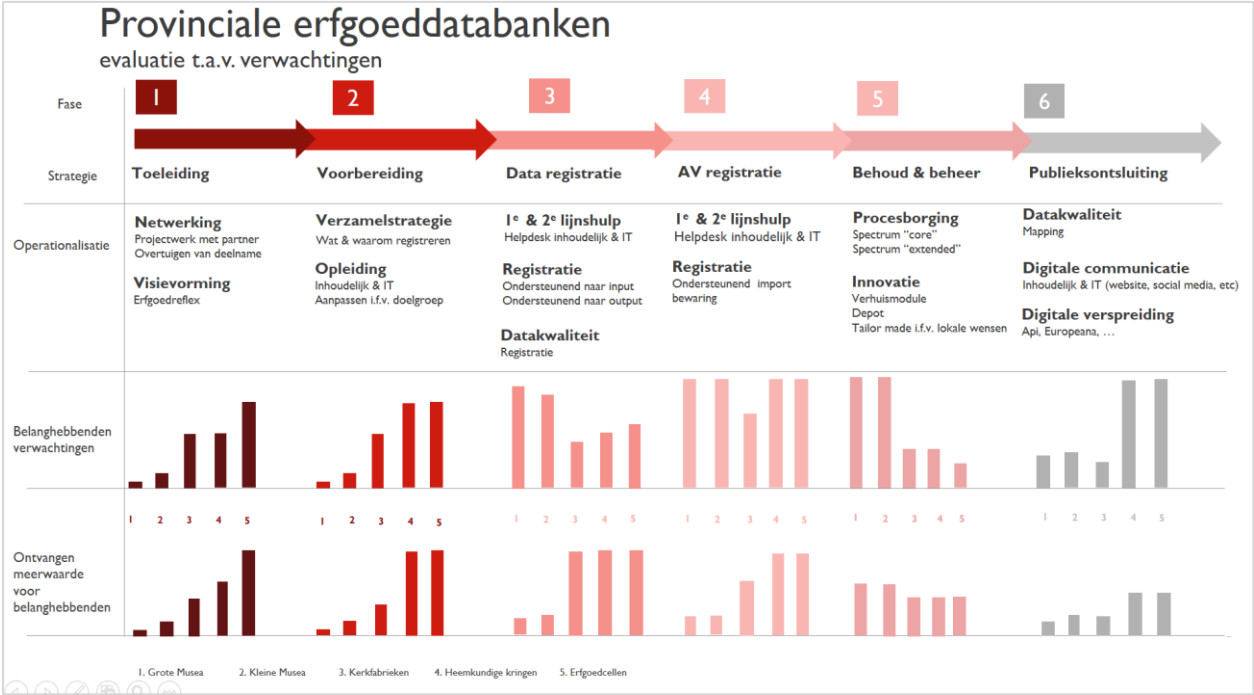 Provinciale erfgoeddatabanken
evaluatie t.a.v. verwachtingen
Fase
1
2
3
4
5
6
Strategie
Toeleiding
Voorbereiding
Data registratie
AV registratie
Behoud & beheer
Publieksontsluiting
Operationalisatie
Netwerking
Projectwerk met partner
Overtuigen van deelname
Visievorming
Erfgoedreflex
Verzamelstrategie
Wat & waarom registreren
Opleiding
Inhoudelijk & IT
Aanpassen i.f.v. doelgroep
1e & 2e lijnshulp
Helpdesk inhoudelijk & IT
Registratie
Ondersteunend naar input
Ondersteunend naar output
Datakwaliteit
Registratie
1e & 2e lijnshulp
Helpdesk inhoudelijk & IT
Registratie
Ondersteunend import
bewaring
Procesborging
Spectrum “core”
Spectrum “extended”
Innovatie
Verhuismodule
Depot
Tailor made i.f.v. lokale wensen
Datakwaliteit
Mapping
Digitale communicatie
Inhoudelijk & IT (website, social media, etc)
Digitale verspreiding
Api, Europeana, …
Belanghebbenden
verwachtingen
1 2 3 4 5
1 2 3 4 5
1 2 3 4 5
1 2 3 4 5
1 2 3 4 5
1 2 3 4 5
Ontvangen
meerwaarde
voor
belanghebbenden
1. Grote Musea
2. Kleine Musea
3. Kerkfabrieken
4. Heemkundige kringen
5. Erfgoedcellen